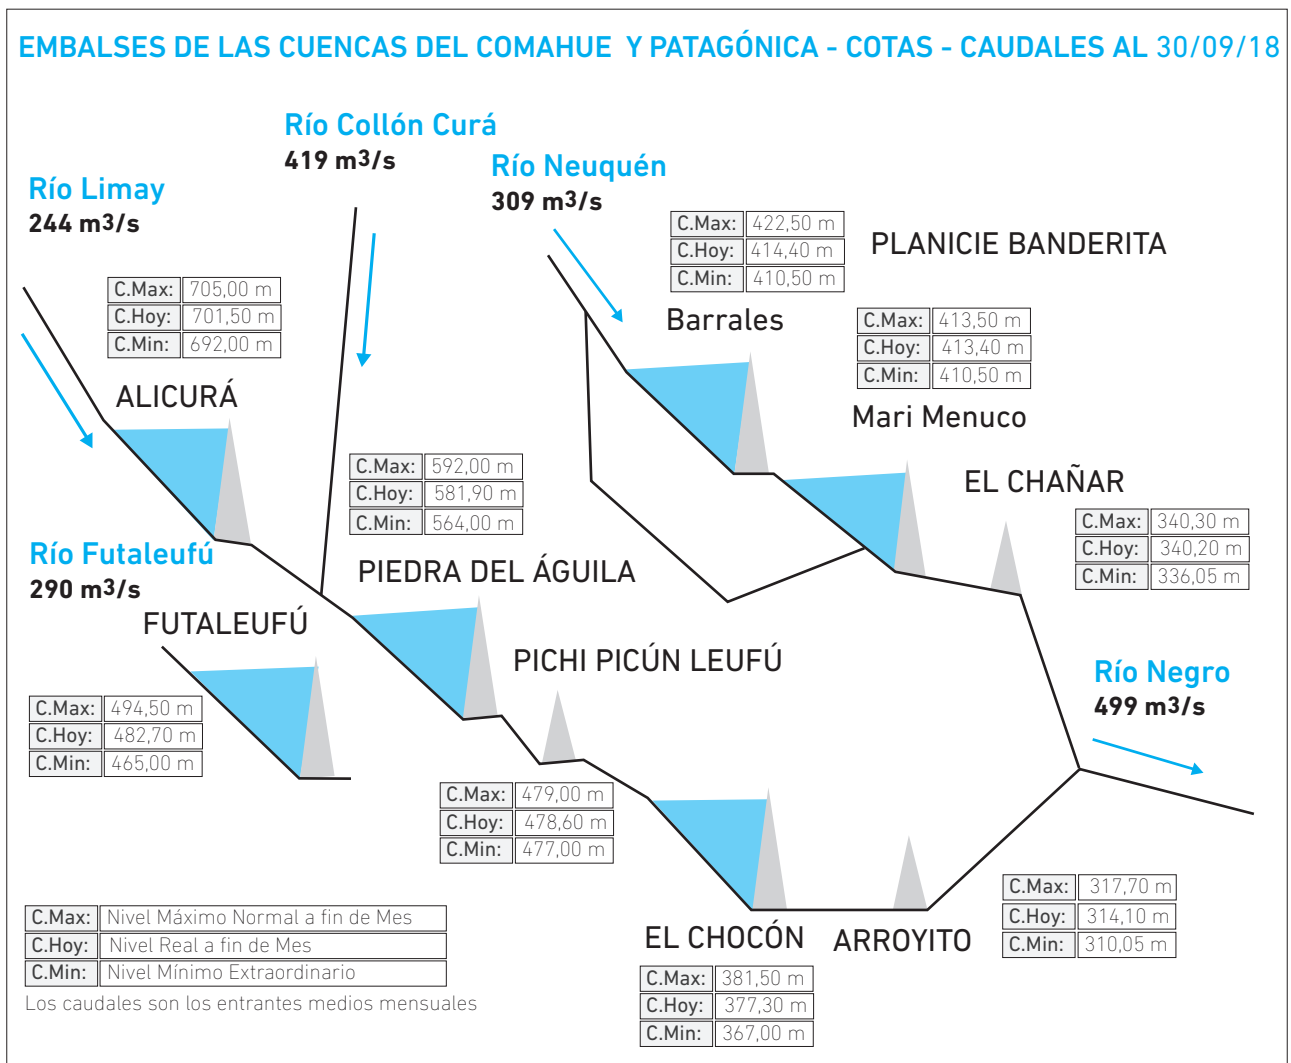 EMBALSES DE LAS CUENCAS DEL COMAHUE Y PATAGÓNICA - COTAS - CAUDALES AL 30/09/18
Río Collón Curá
419 m3/s
Río Neuquén
309 m3/s
Río Limay
244 m3/s
C.Max: 422,50 m
C.Hoy: 414,40 m
C.Min: 410,50 m
PLANICIE BANDERITA
Barrales
C.Max: 705,00 m
C.Hoy: 701,50 m
C.Min: 692,00 m
ALICURÁ
C.Max: 413,50 m
C.Hoy: 413,40 m
C.Min: 410,50 m
Mari Menuco
C.Max: 592,00 m
C.Hoy: 581,90 m
C.Min: 564,00 m
PIEDRA DEL ÁGUILA
EL CHAÑAR
C.Max: 340,30 m
C.Hoy: 340,20 m
C.Min: 336,05 m
Río Futaleufú
290 m3/s
FUTALEUFÚ
C.Max: 494,50 m
C.Hoy: 482,70 m
C.Min: 465,00 m
PICHI PICÚN LEUFÚ
C.Max: 479,00 m
C.Hoy: 478,60 m
C.Min: 477,00 m
Río Negro
499 m3/s
EL CHOCÓN
C.Max: 381,50 m
C.Hoy: 377,30 m
C.Min: 367,00 m
ARROYITO
C.Max: 317,70 m
C.Hoy: 314,10 m
C.Min: 310,05 m
C.Max: Nivel Máximo Normal a fin de Mes
C.Hoy: Nivel Real a fin de Mes
C.Min: Nivel Mínimo Extraordinario
Los caudales son los entrantes medios mensuales